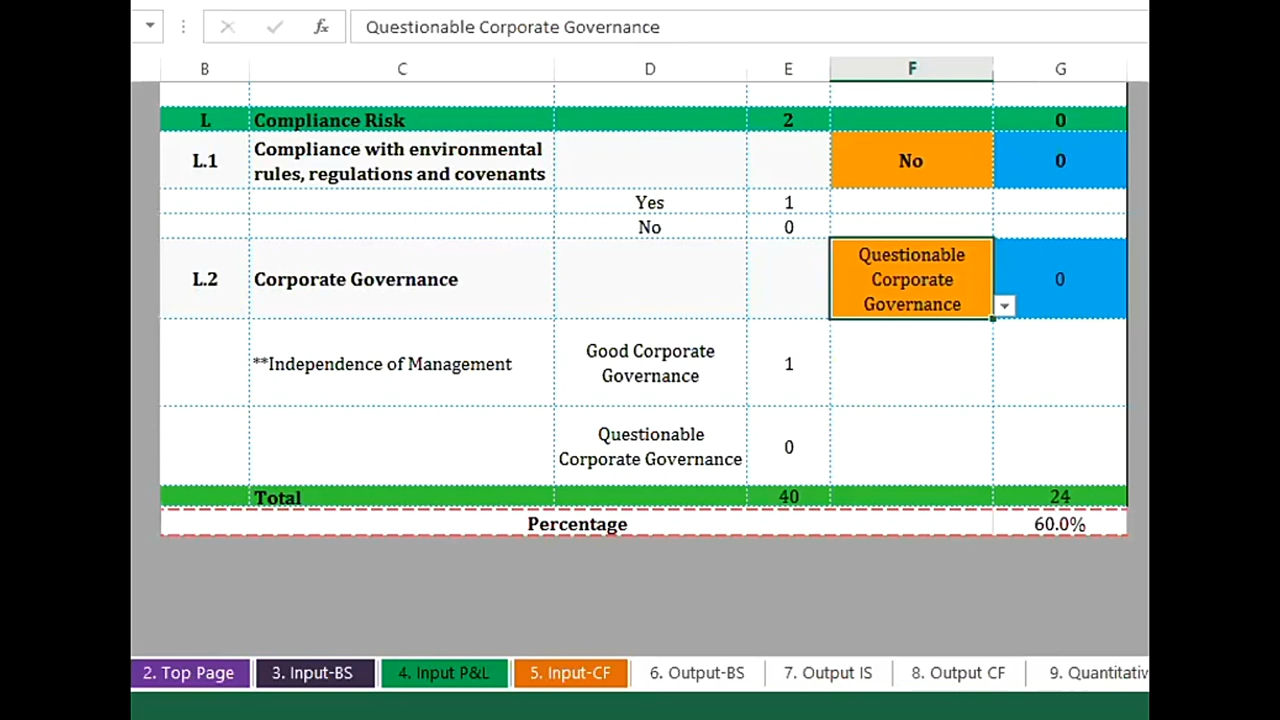 fx Questionable Corporate Governance
B C D E F G
L Compliance Risk 2 0
L.1 Compliance with environmental rules, regulations and covenants No 0
Yes 1
No 0
L.2 Corporate Governance Questionable Corporate Governance 0
**Independence of Management Good Corporate Governance 1
Questionable Corporate Governance 0
Total 40 24
Percentage 60.0%
2. Top Page 3. Input-BS 4. Input P&L 5. Input-CF 6. Output-BS 7. Output IS 8. Output CF 9. Quantitativ